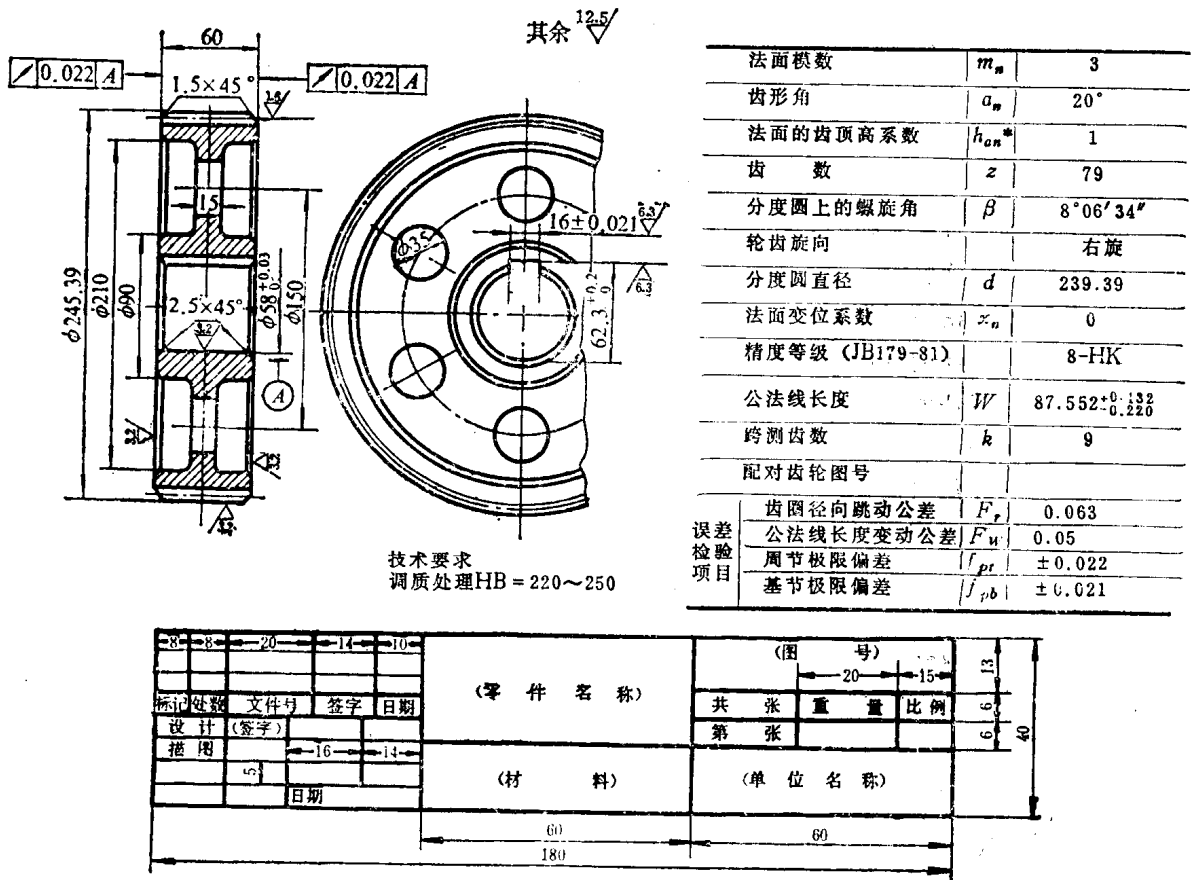 其余 12.5
60
0.022 A
0.022 A
1.5×45°
1.6
15
φ245.39
φ210
φ90
2.5×45°
3.2
φ58+0.03 0
φ150
A
3.2
3.2
3.2
φ35
16±0.021
6.3
6.3
62.3+0.2 0
技术要求
调质处理HB=220～250
法面模数 mn 3
齿形角 αn 20°
法面的齿顶高系数 han* 1
齿 数 z 79
分度圆上的螺旋角 β 8°06′34″
轮齿旋向 右旋
分度圆直径 d 239.39
法面变位系数 xn 0
精度等级（JB179-81） 8-HK
公法线长度 W 87.552
跨测齿数 k 9
配对齿轮图号
误差检验项目
齿圈径向跳动公差 Fr 0.063
公法线长度变动公差 Fw 0.05
周节极限偏差 fpt ±0.022
基节极限偏差 fpb ±0.021
8 8 20 14 10
标记 处数 文件号 签字 日期
设 计 (签字)
描 图 16 14
5
日期
(零 件 名 称)
(材 料)
(图 号)
20 15
共 张 重 量 比 例
第 张
(单 位 名 称)
13
6
6
40
60 60
180